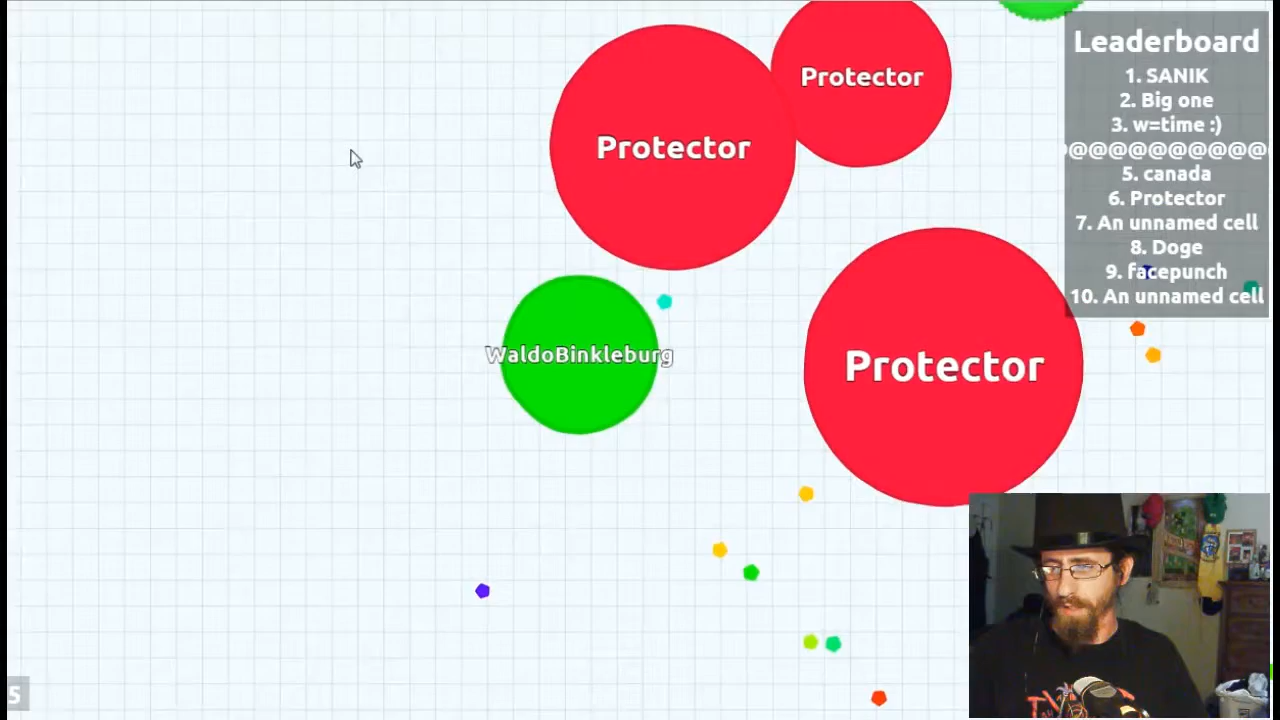 Protector
Protector
WaldoBinkleburg
Protector
Leaderboard
1. SANIK
2. Big one
3. w=time :)
@@@@@@@@@@
5. canada
6. Protector
7. An unnamed cell
8. Doge
9. facepunch
10. An unnamed cell
5